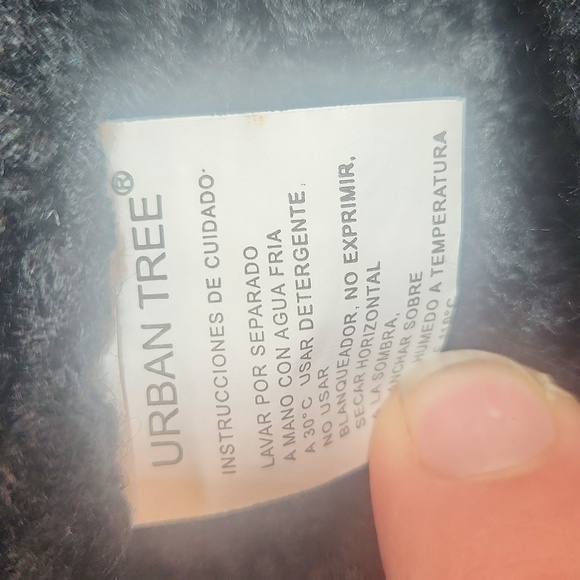 URBAN TREE®
INSTRUCCIONES DE CUIDADO.
LAVAR POR SEPARADO
A MANO CON AGUA FRIA
A 30°C. USAR DETERGENTE,
NO USAR
BLANQUEADOR, NO EXPRIMIR,
SECAR HORIZONTAL
LA SOMBRA,
SOBRE
HUMEDO A TEMPERATURA
110°C